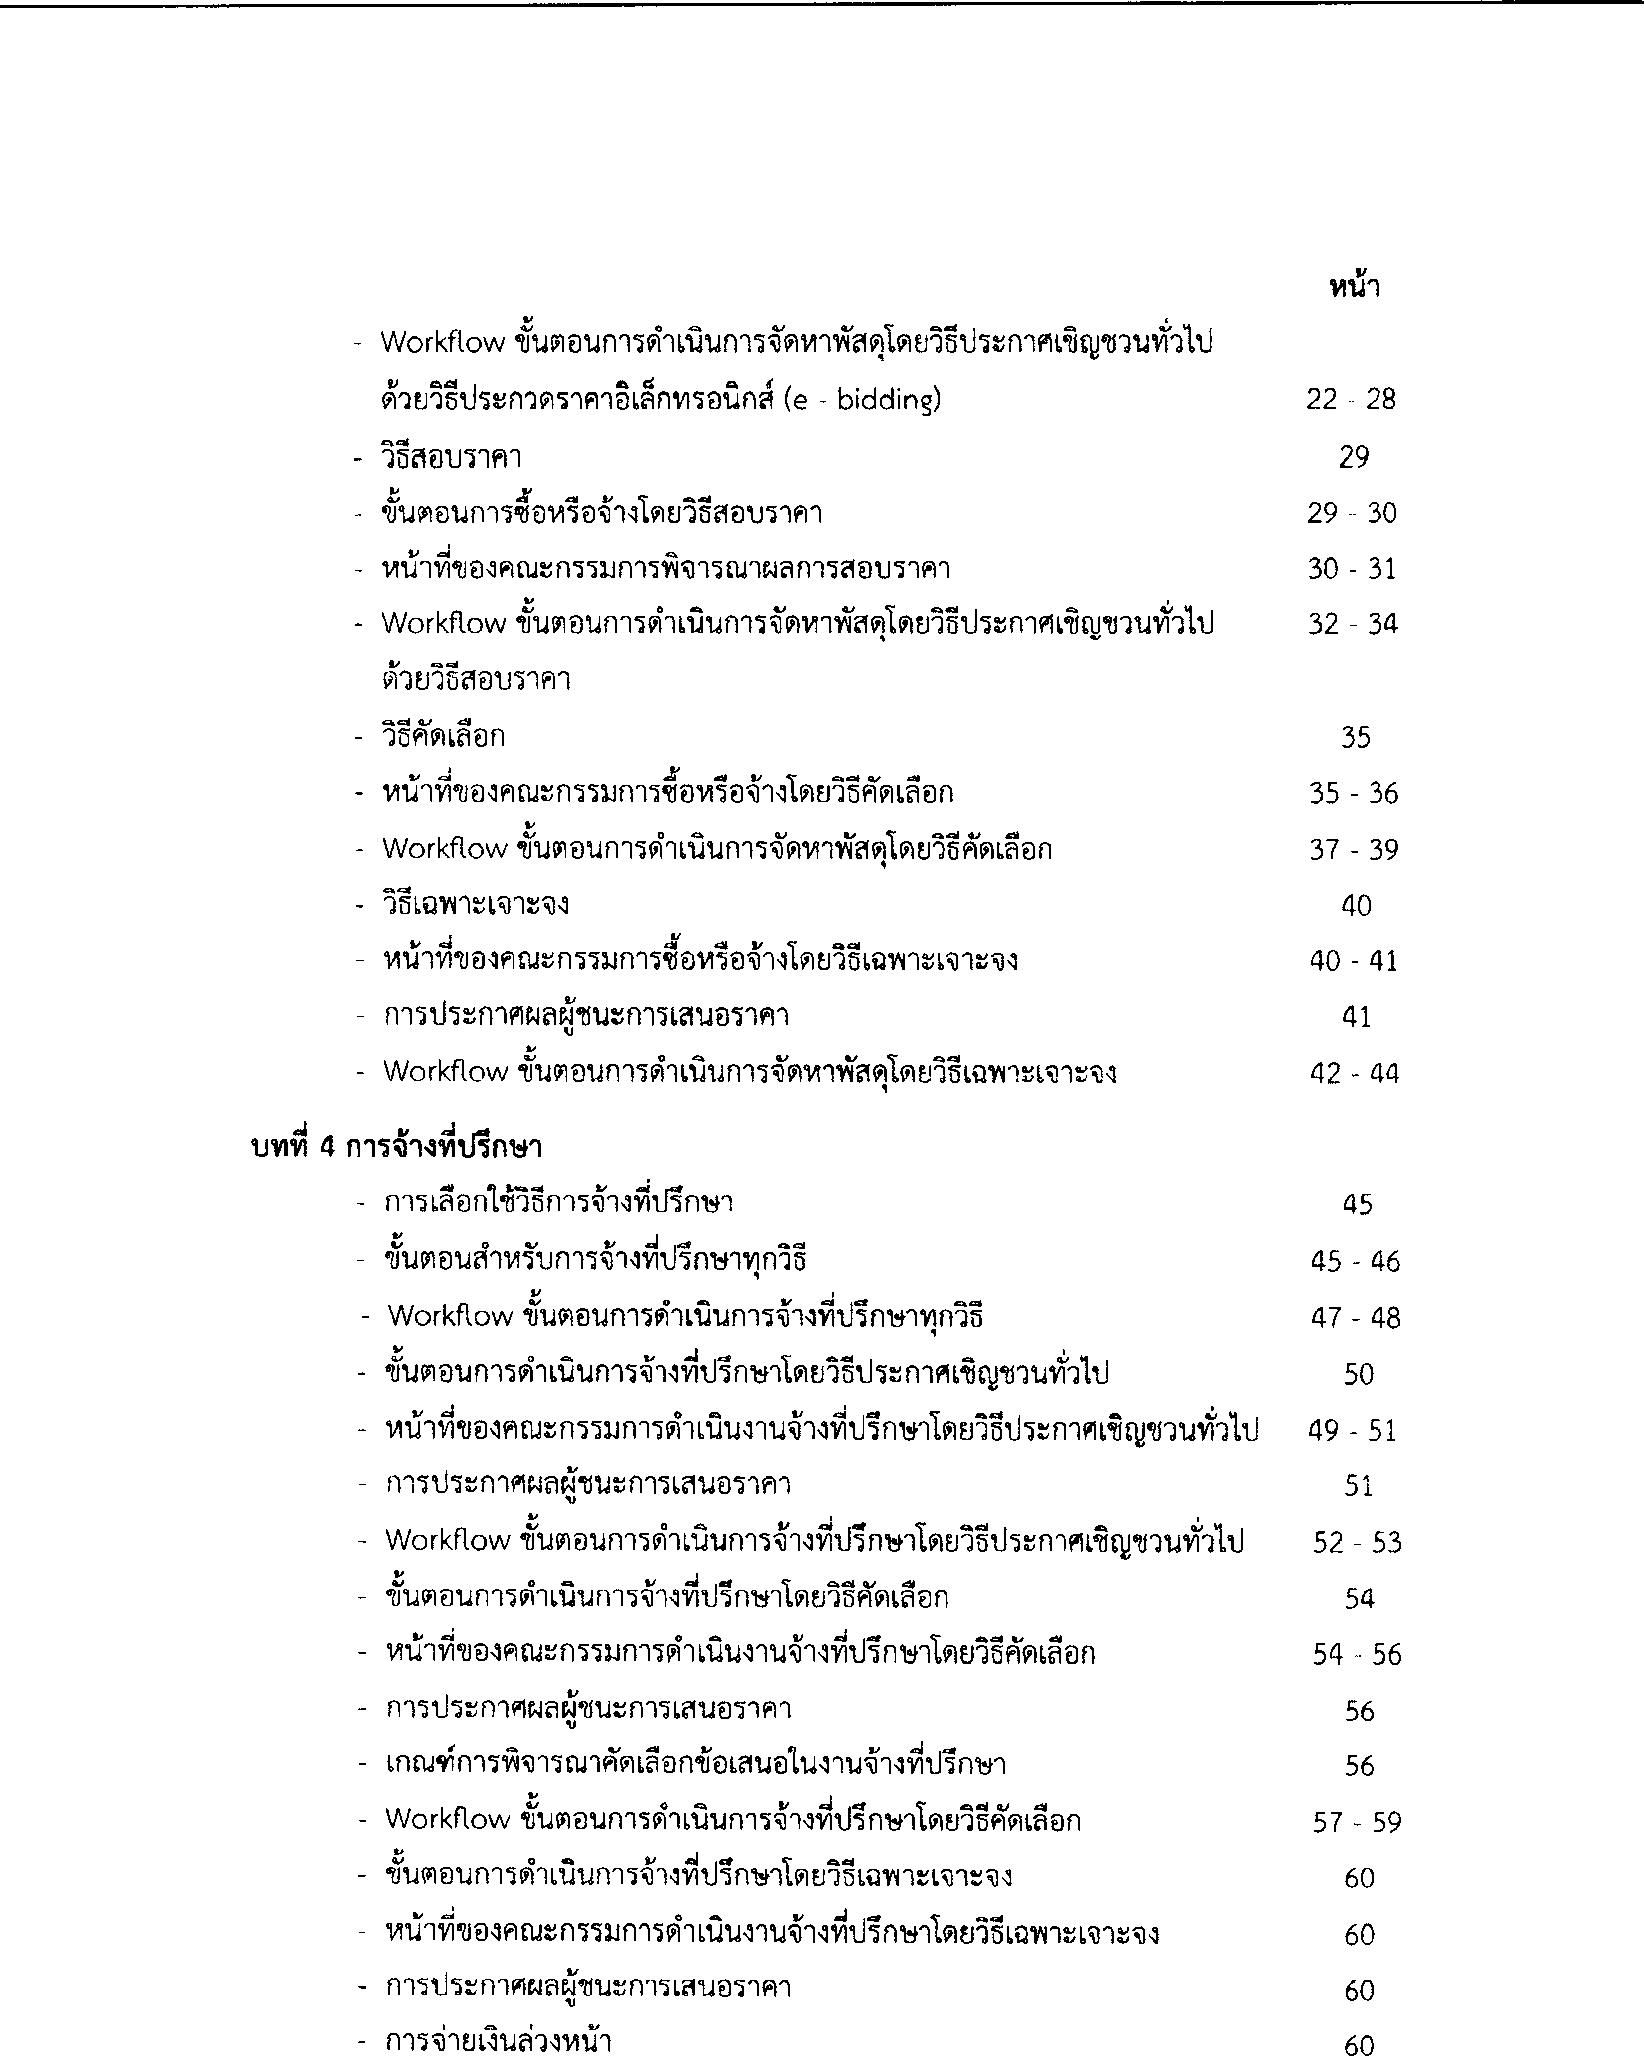 หน้า
- Workflow ขั้นตอนการดำเนินการจัดหาพัสดุโดยวิธีประกาศเชิญชวนทั่วไป
ด้วยวิธีประกวดราคาอิเล็กทรอนิกส์ (e - bidding) 22 - 28
- วิธีสอบราคา 29
- ขั้นตอนการซื้อหรือจ้างโดยวิธีสอบราคา 29 - 30
- หน้าที่ของคณะกรรมการพิจารณาผลการสอบราคา 30 - 31
- Workflow ขั้นตอนการดำเนินการจัดหาพัสดุโดยวิธีประกาศเชิญชวนทั่วไป 32 - 34
ด้วยวิธีสอบราคา
- วิธีคัดเลือก 35
- หน้าที่ของคณะกรรมการซื้อหรือจ้างโดยวิธีคัดเลือก 35 - 36
- Workflow ขั้นตอนการดำเนินการจัดหาพัสดุโดยวิธีคัดเลือก 37 - 39
- วิธีเฉพาะเจาะจง 40
- หน้าที่ของคณะกรรมการซื้อหรือจ้างโดยวิธีเฉพาะเจาะจง 40 - 41
- การประกาศผลผู้ชนะการเสนอราคา 41
- Workflow ขั้นตอนการดำเนินการจัดหาพัสดุโดยวิธีเฉพาะเจาะจง 42 - 44
บทที่ 4 การจ้างที่ปรึกษา
- การเลือกใช้วิธีการจ้างที่ปรึกษา 45
- ขั้นตอนสำหรับการจ้างที่ปรึกษาทุกวิธี 45 - 46
- Workflow ขั้นตอนการดำเนินการจ้างที่ปรึกษาทุกวิธี 47 - 48
- ขั้นตอนการดำเนินการจ้างที่ปรึกษาโดยวิธีประกาศเชิญชวนทั่วไป 50
- หน้าที่ของคณะกรรมการดำเนินงานจ้างที่ปรึกษาโดยวิธีประกาศเชิญชวนทั่วไป 49 - 51
- การประกาศผลผู้ชนะการเสนอราคา 51
- Workflow ขั้นตอนการดำเนินการจ้างที่ปรึกษาโดยวิธีประกาศเชิญชวนทั่วไป 52 - 53
- ขั้นตอนการดำเนินการจ้างที่ปรึกษาโดยวิธีคัดเลือก 54
- หน้าที่ของคณะกรรมการดำเนินงานจ้างที่ปรึกษาโดยวิธีคัดเลือก 54 - 56
- การประกาศผลผู้ชนะการเสนอราคา 56
- เกณฑ์การพิจารณาคัดเลือกข้อเสนอในงานจ้างที่ปรึกษา 56
- Workflow ขั้นตอนการดำเนินการจ้างที่ปรึกษาโดยวิธีคัดเลือก 57 - 59
- ขั้นตอนการดำเนินการจ้างที่ปรึกษาโดยวิธีเฉพาะเจาะจง 60
- หน้าที่ของคณะกรรมการดำเนินงานจ้างที่ปรึกษาโดยวิธีเฉพาะเจาะจง 60
- การประกาศผลผู้ชนะการเสนอราคา 60
- การจ่ายเงินล่วงหน้า 60